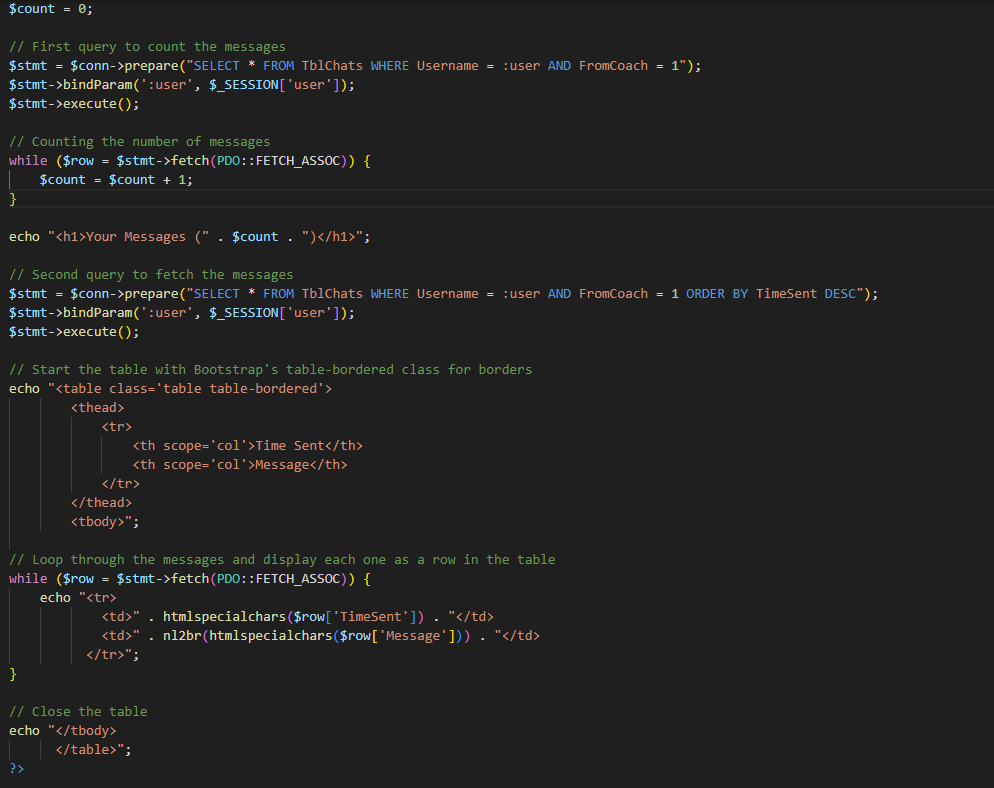 $count = 0;
// First query to count the messages
$stmt = $conn->prepare("SELECT * FROM TblChats WHERE Username = :user AND FromCoach = 1");
$stmt->bindParam(':user', $_SESSION['user']);
$stmt->execute();
// Counting the number of messages
while ($row = $stmt->fetch(PDO::FETCH_ASSOC)) {
    $count = $count + 1;
}
echo "<h1>Your Messages (" . $count . ")</h1>";
// Second query to fetch the messages
$stmt = $conn->prepare("SELECT * FROM TblChats WHERE Username = :user AND FromCoach = 1 ORDER BY TimeSent DESC");
$stmt->bindParam(':user', $_SESSION['user']);
$stmt->execute();
// Start the table with Bootstrap's table-bordered class for borders
echo "<table class='table table-bordered'>
        <thead>
            <tr>
                <th scope='col'>Time Sent</th>
                <th scope='col'>Message</th>
            </tr>
        </thead>
        <tbody>";
// Loop through the messages and display each one as a row in the table
while ($row = $stmt->fetch(PDO::FETCH_ASSOC)) {
    echo "<tr>
            <td>" . htmlspecialchars($row['TimeSent']) . "</td>
            <td>" . nl2br(htmlspecialchars($row['Message'])) . "</td>
          </tr>";
}
// Close the table
echo "</tbody>
      </table>";
?>